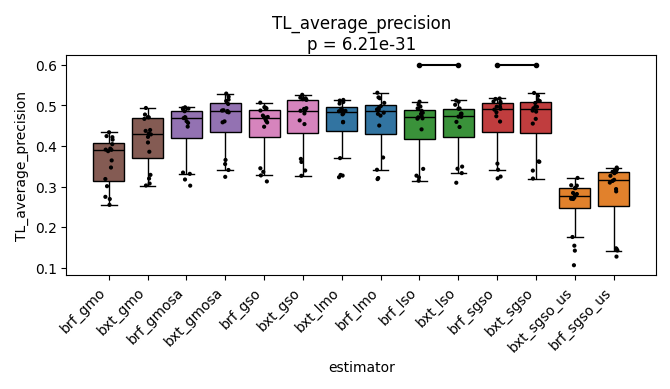 TL_average_precision
p = 6.21e-31
TL_average_precision
0.6
0.5
0.4
0.3
0.2
0.1
brf_gmo
bxt_gmo
brf_gmosa
bxt_gmosa
brf_gso
bxt_gso
bxt_lmo
brf_lmo
brf_lso
bxt_lso
brf_sgso
bxt_sgso
bxt_sgso_us
brf_sgso_us
estimator